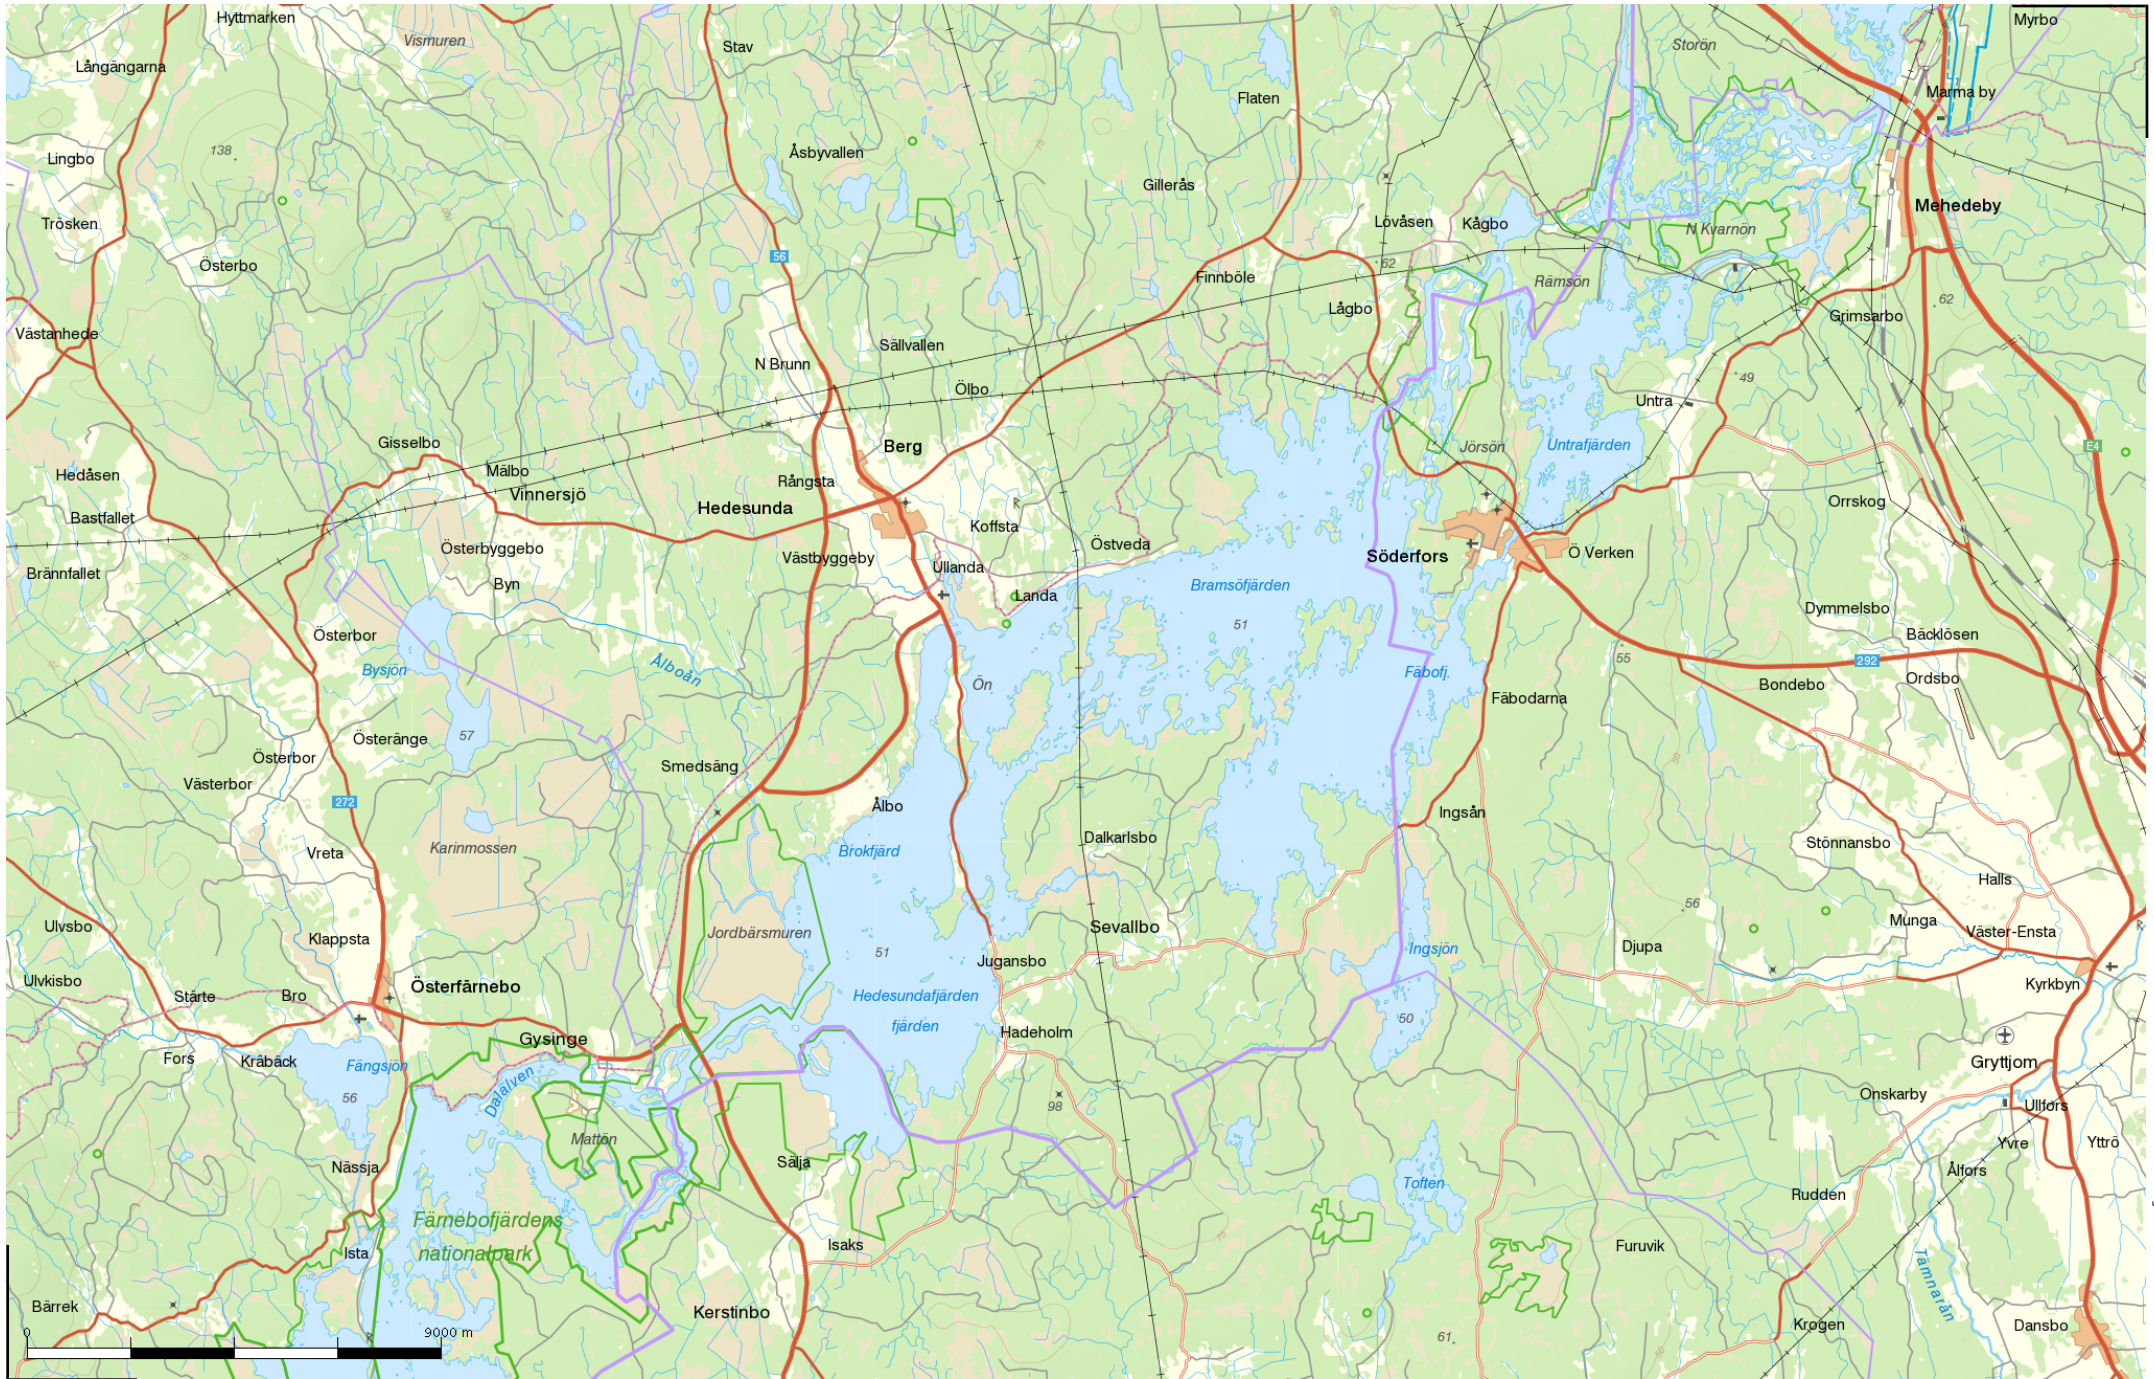 Hyttmarken
Vismuren
Stav
Storön
Myrbo
Långängarna
Flaten
Marma by
138
Åsbyvallen
Lingbo
Gillerås
Trösken
Lövåsen
Kågbo
Mehedeby
N Kvarnön
56
Österbo
62
Finnböle
Rämsön
62
Lågbo
Grimsarbo
Västanhede
Sällvallen
N Brunn
49
Ölbo
Untra
Gisselbo
Berg
Jörsön
Untrafjärden
E4
Mälbo
Hedåsen
Rångsta
Vinnersjö
Hedesunda
Orrskog
Bastfallet
Koffsta
Österbyggebo
Östveda
Västbyggeby
Söderfors
Ö Verken
Brännfallet
Ullanda
Byn
Landa
Bramsöfjärden
51
Dymmelsbo
Österbor
Bäcklösen
55
292
Bysjön
Ålboån
Fäbofj.
Ön
Bondebo
Ordsbo
Fäbodarna
57
Österänge
Österbor
Smedsäng
Västerbor
272
Ålbo
Ingsån
Dalkarlsbo
Stönnansbo
Karinmossen
Vreta
Brokfjärd
Halls
56
Munga
Ulvsbo
Sevallbo
Jordbärsmuren
Väster-Ensta
Klappsta
51
Ingsjön
Djupa
Jugansbo
Ulvkisbo
Österfärnebo
Kyrkbyn
Stärte
Bro
Hedesundafjärden
50
fjärden
Hadeholm
Gysinge
Fors
Kråbäck
Fängsjön
Gryttjom
Dalälven
56
Onskarby
Ullfors
98
Mattön
Yvre
Yttrö
Sälja
Nässja
Ålfors
Toften
Rudden
Färnebofjärdens
Isaks
Furuvik
Ista
nationalpark
Tämnarån
Bärrek
Kerstinbo
Krogen
Dansbo
0
9000 m
61